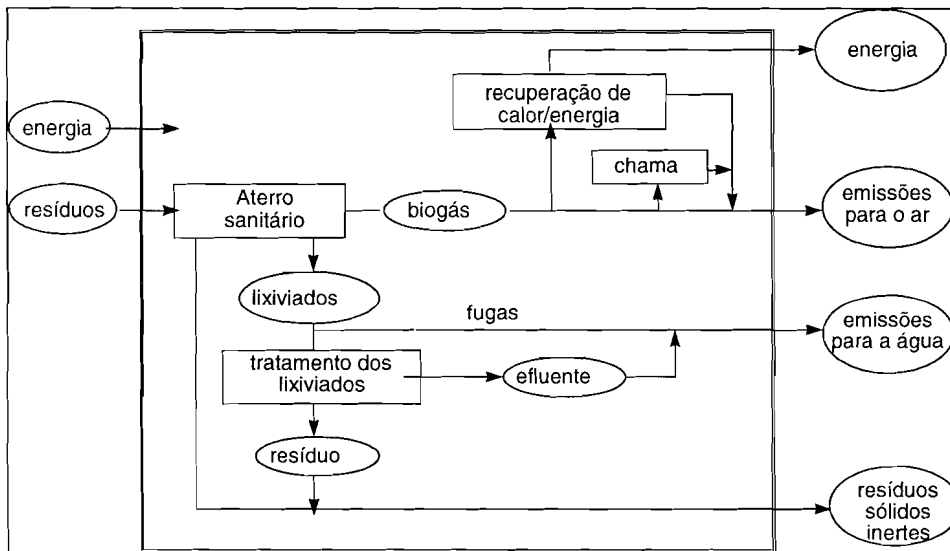 energia
recuperação de
calor/energia
energia
chama
resíduos
Aterro
sanitário
biogás
emissões
para o ar
lixiviados
fugas
emissões
para a água
tratamento dos
lixiviados
efluente
resíduo
resíduos
sólidos
inertes